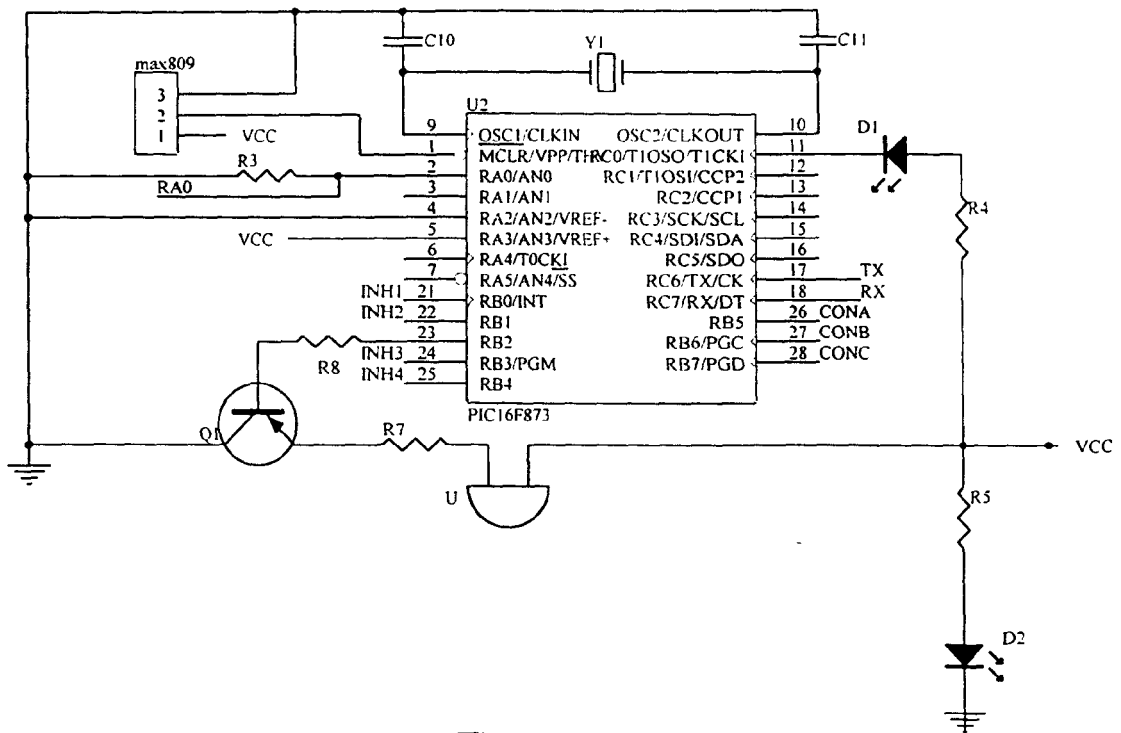 C10
Y1
C11
max809
3
2
1
VCC
U2
9
OSC1/CLKIN
OSC2/CLKOUT
10
D1
1
MCLR/VPP/THV
RC0/T1OSO/T1CKI
11
R3
2
RA0/AN0
RC1/T1OSI/CCP2
12
RA0
3
RA1/AN1
RC2/CCP1
13
R4
4
RA2/AN2/VREF-
RC3/SCK/SCL
14
VCC
5
RA3/AN3/VREF+
RC4/SDI/SDA
15
6
RA4/T0CKI
RC5/SDO
16
7
RA5/AN4/SS
RC6/TX/CK
17
TX
INH1
21
RB0/INT
RC7/RX/DT
18
RX
INH2
22
RB1
RB5
26
CONA
23
RB2
RB6/PGC
27
CONB
R8
INH3
24
RB3/PGM
RB7/PGD
28
CONC
INH4
25
RB4
PIC16F873
Q1
R7
VCC
U
R5
D2